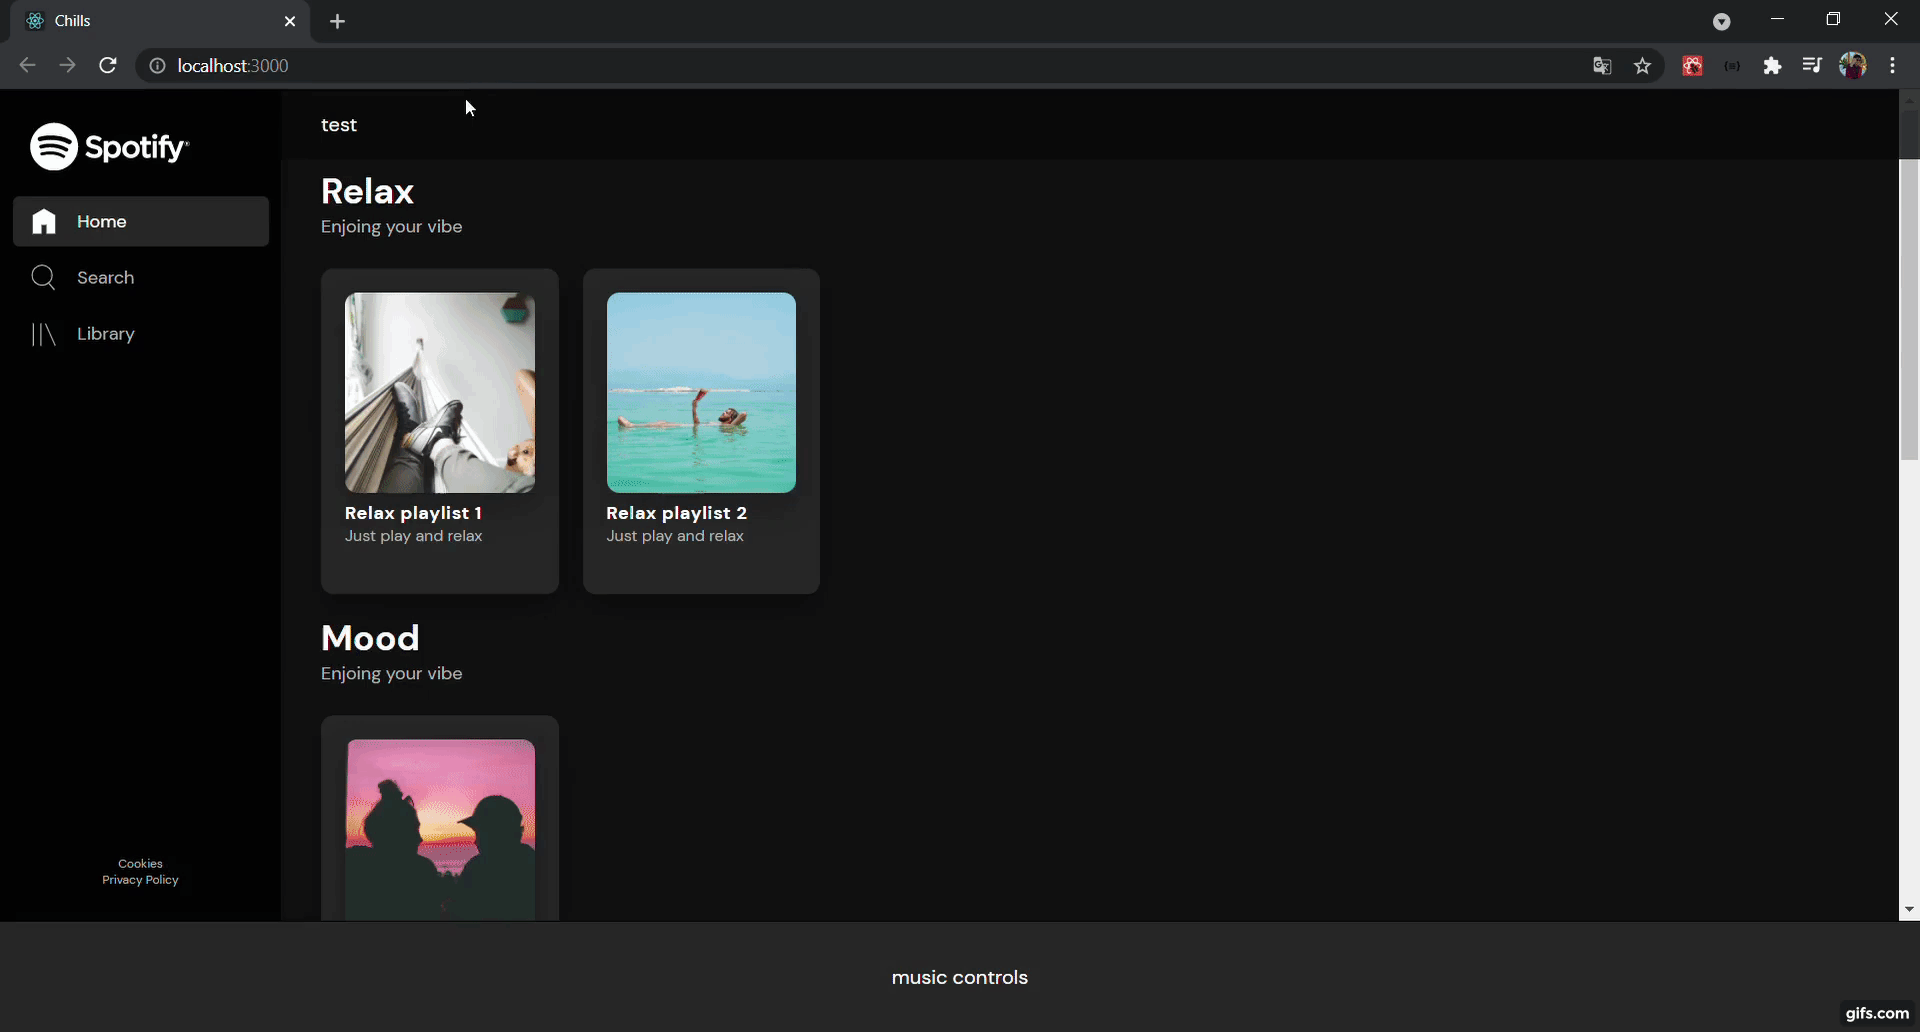 Chills
localhost:3000
Spotify®
Home
Search
Library
Cookies
Privacy Policy
test
Relax
Enjoing your vibe
Relax playlist 1
Just play and relax
Relax playlist 2
Just play and relax
Mood
Enjoing your vibe
music controls
gifs.com